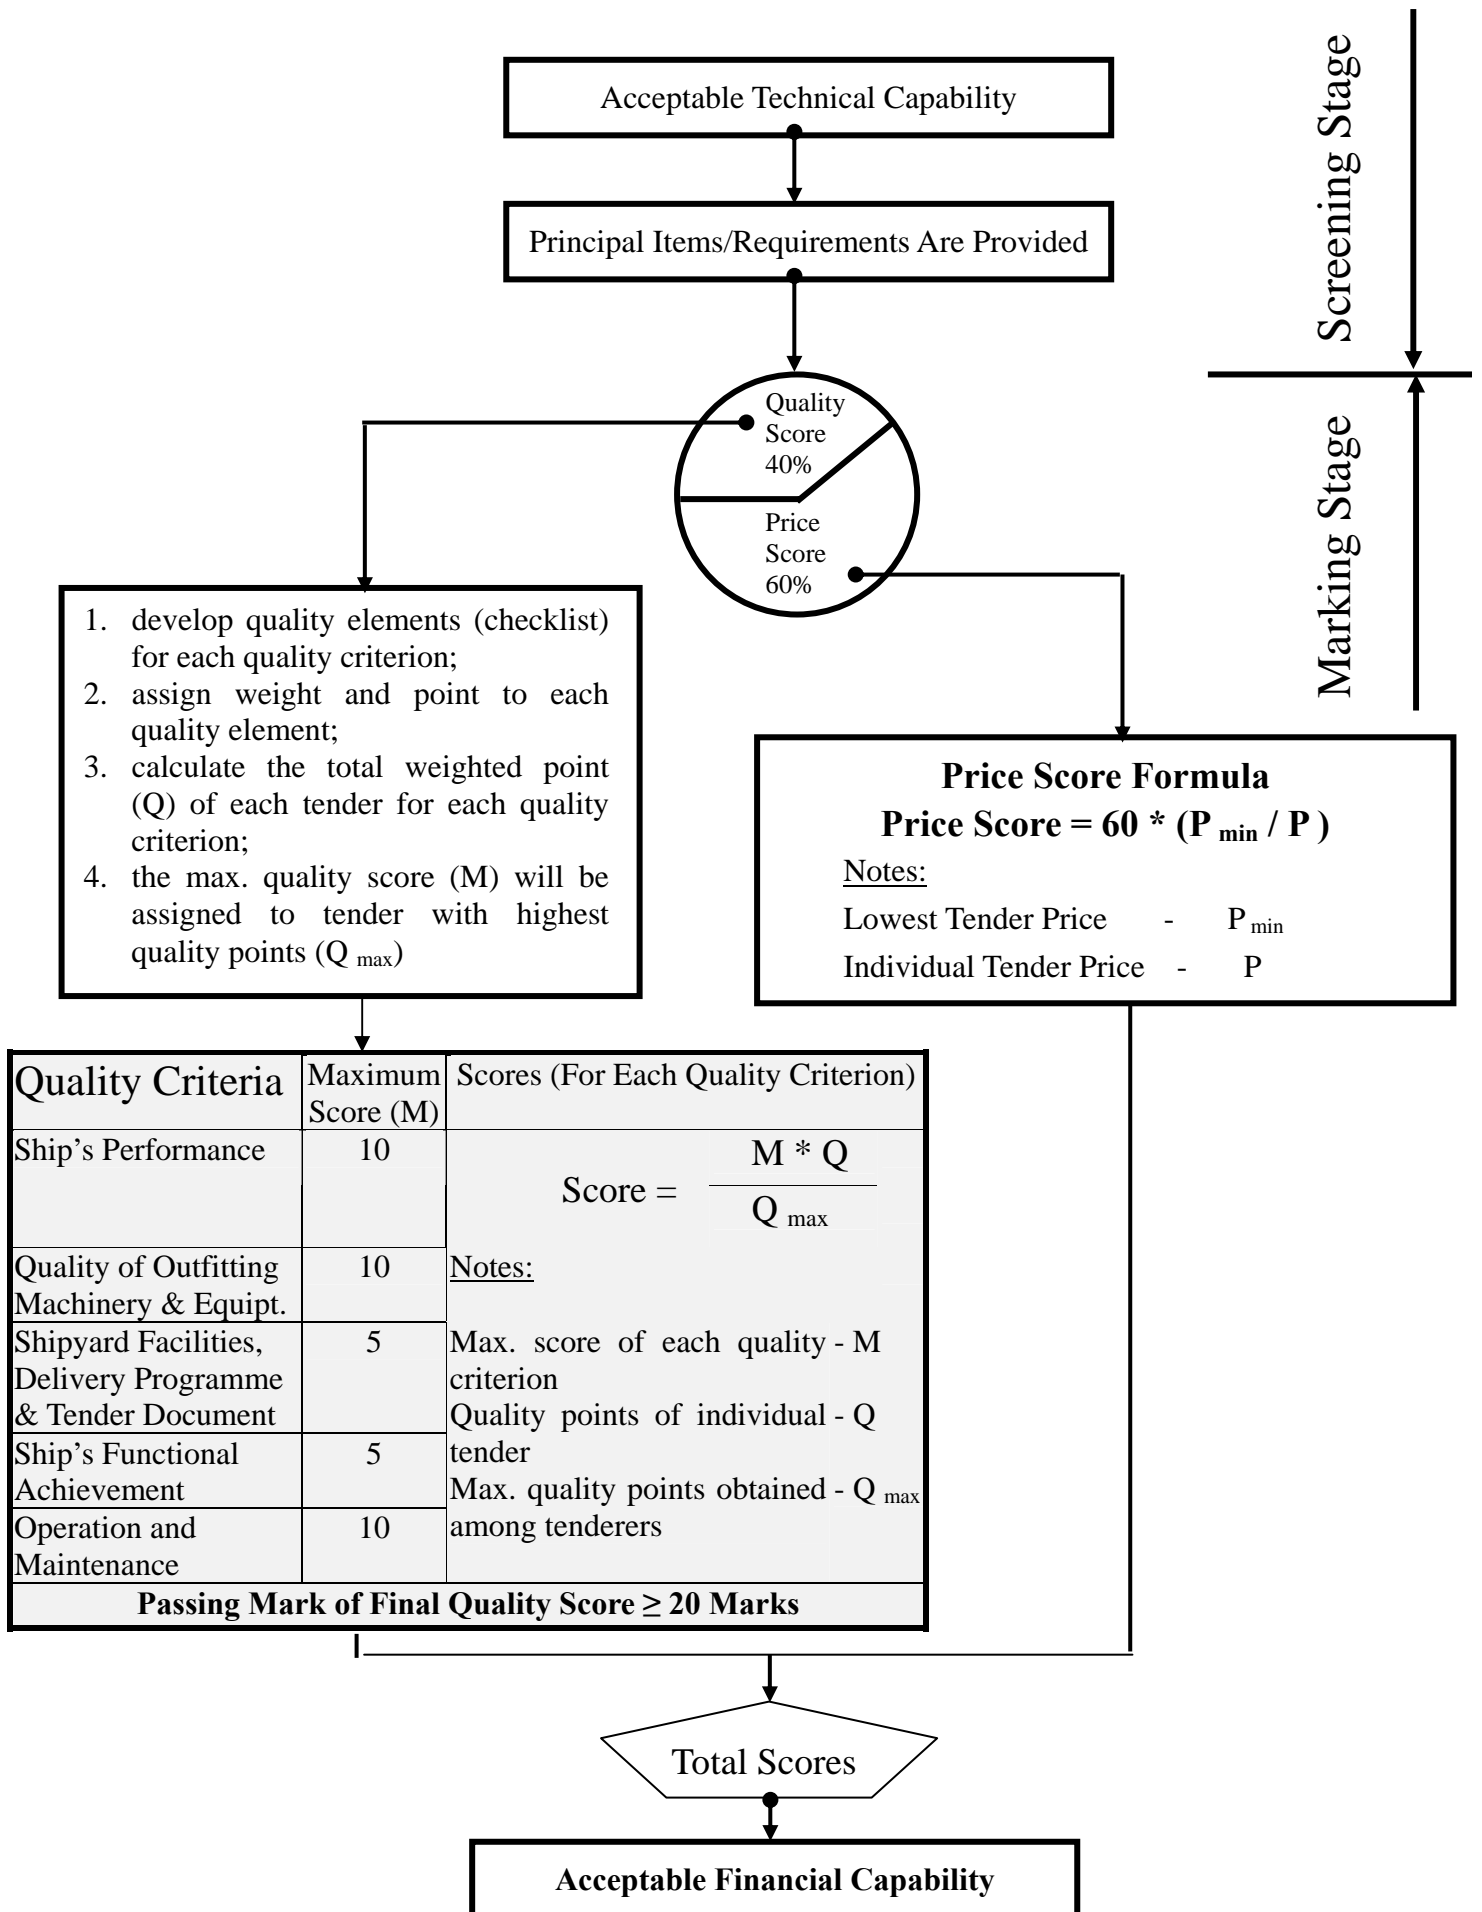 Acceptable Technical Capability
Screening Stage
Principal Items/Requirements Are Provided
Quality
Score
40%
Price
Score
60%
Marking Stage
1. develop quality elements (checklist)
for each quality criterion;
2. assign weight and point to each
quality element;
3. calculate the total weighted point
(Q) of each tender for each quality
criterion;
4. the max. quality score (M) will be
assigned to tender with highest
quality points (Q max)
Price Score Formula
Price Score = 60 * (P min / P )
Notes:
Lowest Tender Price - P min
Individual Tender Price - P
Quality Criteria
Maximum
Score (M)
Scores (For Each Quality Criterion)
Ship’s Performance
10
Quality of Outfitting
Machinery & Equipt.
10
Shipyard Facilities,
Delivery Programme
& Tender Document
5
Ship’s Functional
Achievement
5
Operation and
Maintenance
10
M * Q
Score =
Q max
Notes:
Max. score of each quality - M
criterion
Quality points of individual - Q
tender
Max. quality points obtained - Q max
among tenderers
Passing Mark of Final Quality Score ≥ 20 Marks
Total Scores
Acceptable Financial Capability